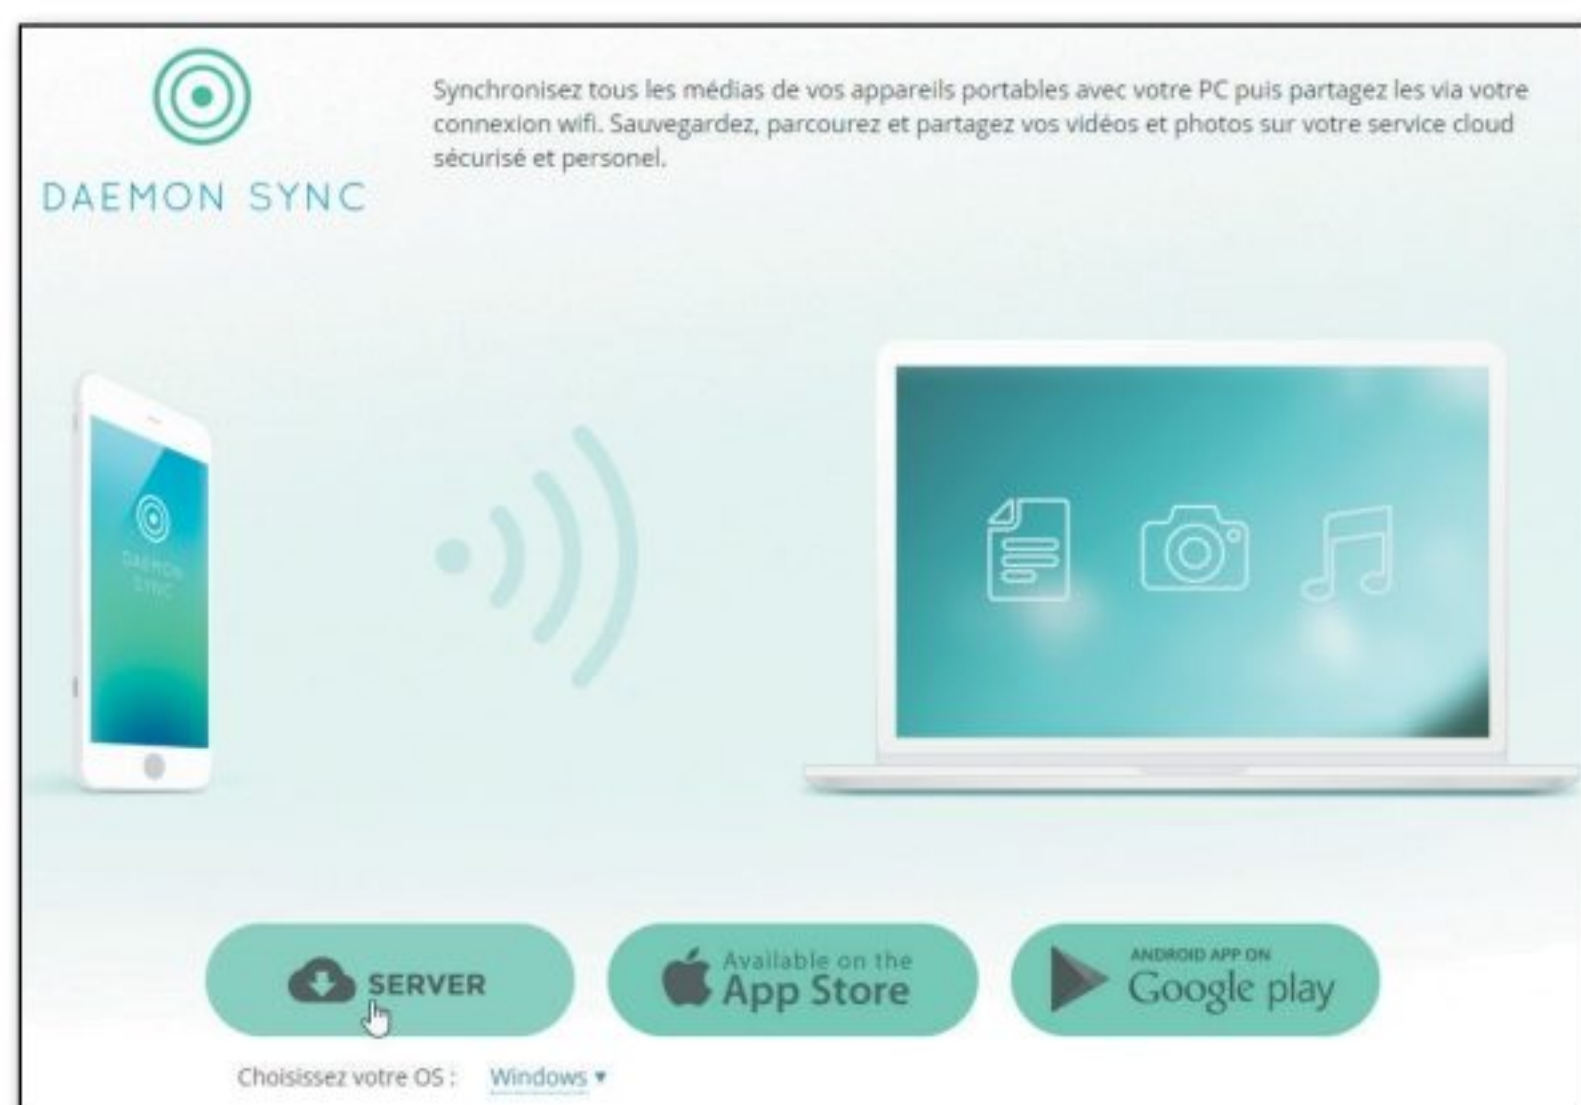 Synchronisez tous les médias de vos appareils portables avec votre PC puis partagez les via votre
connexion wifi. Sauvegardez, parcourez et partagez vos vidéos et photos sur votre service cloud
sécurisé et personel.
DAEMON SYNC
DAEMON
SYNC
SERVER
Available on the
App Store
ANDROID APP ON
Google play
Choisissez votre OS : Windows ▾